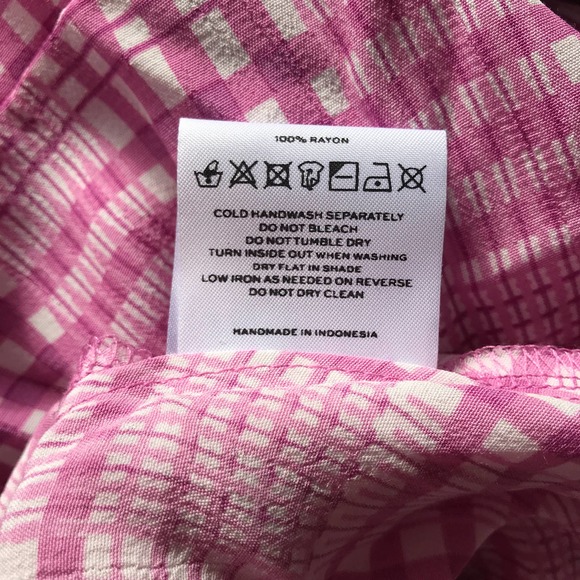 100% RAYON
COLD HANDWASH SEPARATELY
DO NOT BLEACH
DO NOT TUMBLE DRY
TURN INSIDE OUT WHEN WASHING
DRY FLAT IN SHADE
LOW IRON AS NEEDED ON REVERSE
DO NOT DRY CLEAN
HANDMADE IN INDONESIA